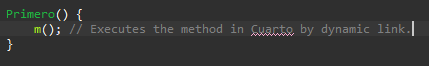 Primero() {
    m(); // Executes the method in Cuarto by dynamic link.
}